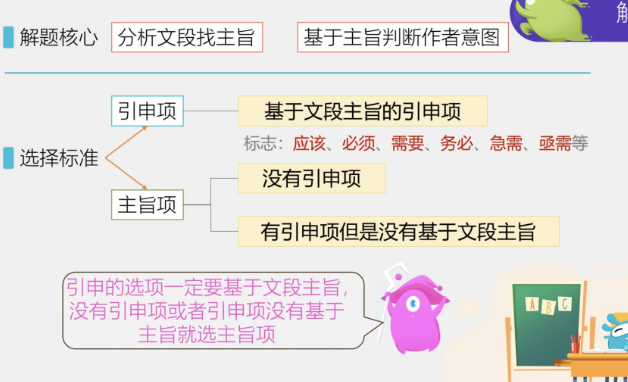 解题核心 分析文段找主旨 基于主旨判断作者意图
引申项 基于文段主旨的引申项
标志：应该、必须、需要、务必、急需、亟需等
选择标准
没有引申项
主旨项
有引申项但是没有基于文段主旨
引申的选项一定要基于文段主旨，
没有引申项或者引申项没有基于
主旨就选主旨项
A B C